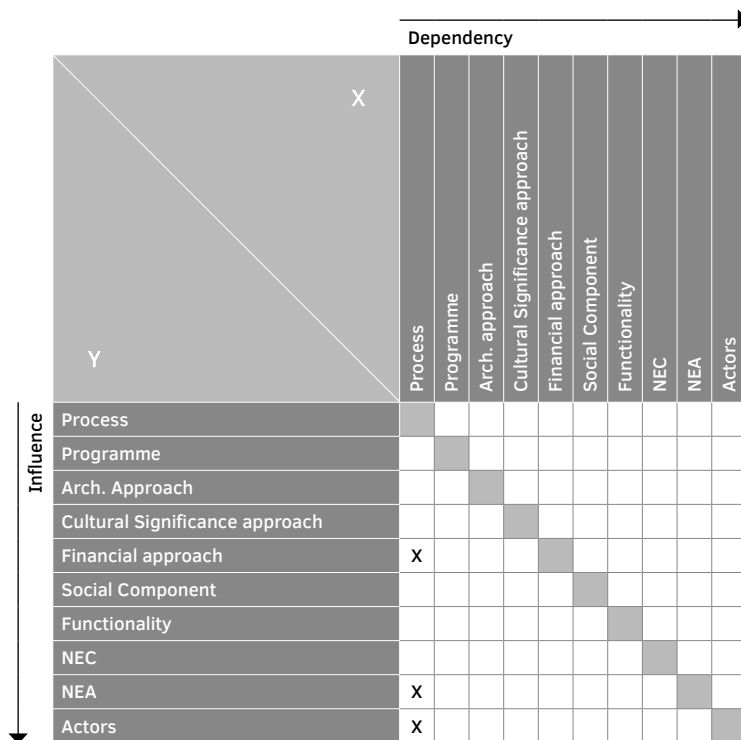 Dependency
X
Y
Process
Programme
Arch. approach
Cultural Significance approach
Financial approach
Social Component
Functionality
NEC
NEA
Actors
Influence
Process
Programme
Arch. Approach
Cultural Significance approach
Financial approach X
Social Component
Functionality
NEC
NEA X
Actors X